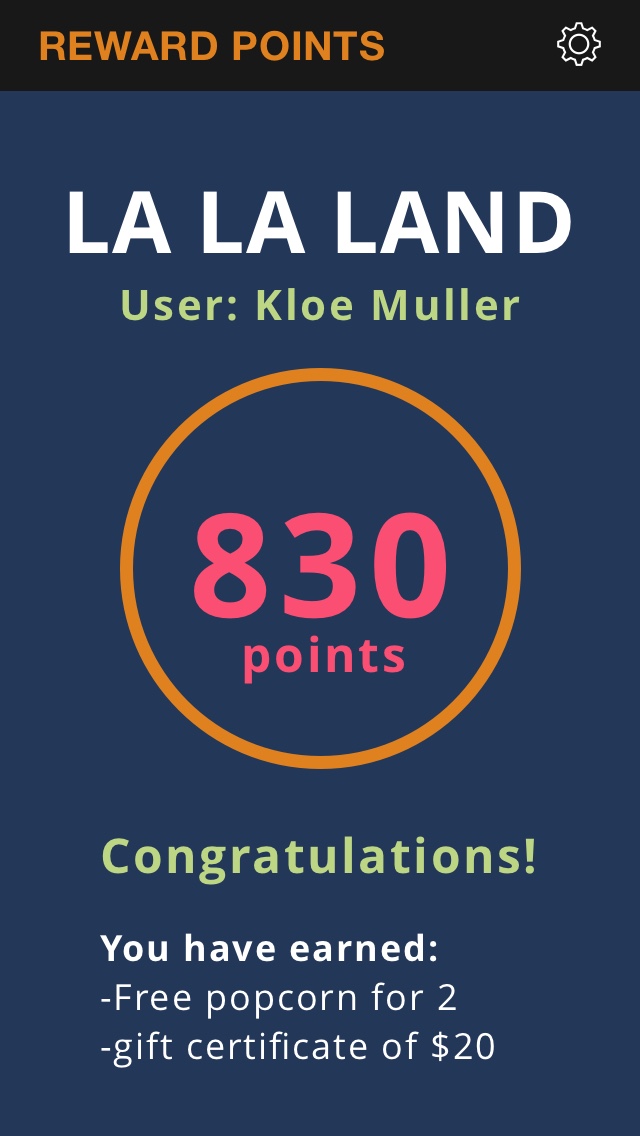 REWARD POINTS
LA LA LAND
User: Kloe Muller
830
points
Congratulations!
You have earned:
-Free popcorn for 2
-gift certificate of $20